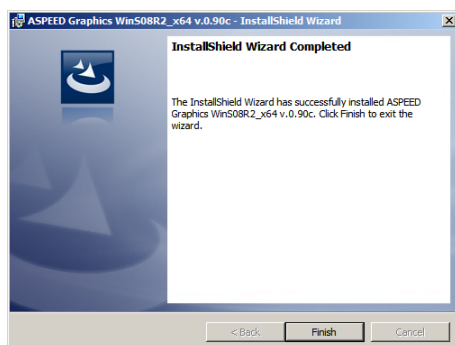 ASPEED Graphics WinS08R2_x64 v.0.90c - InstallShield Wizard
InstallShield Wizard Completed
The InstallShield Wizard has successfully installed ASPEED
Graphics WinS08R2_x64 v.0.90c. Click Finish to exit the
wizard.
< Back Finish Cancel